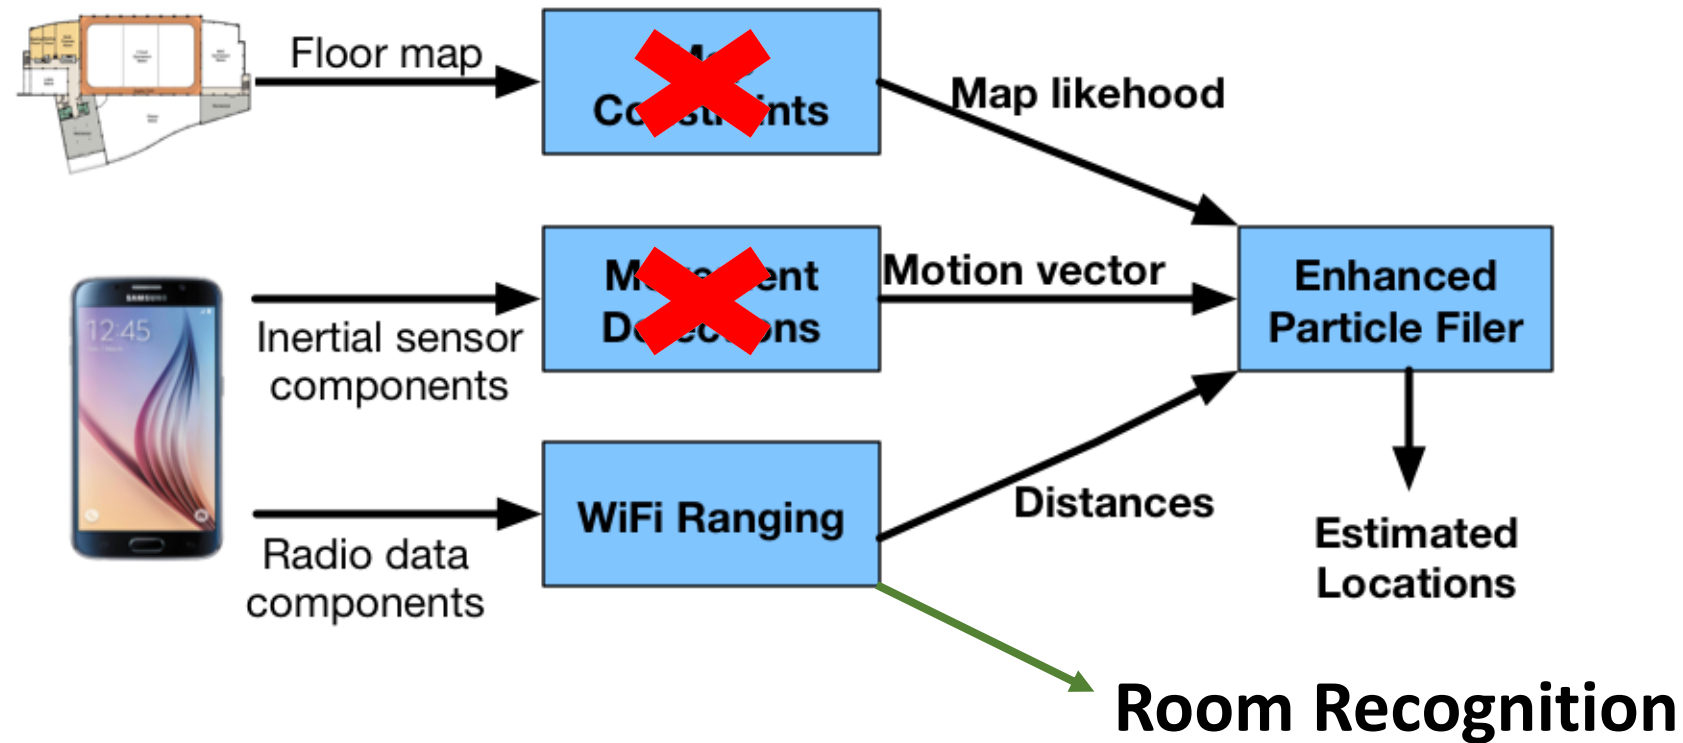 Floor map
Map likehood
Motion vector
Enhanced
Particle Filer
SAMSUNG
12:45
Inertial sensor
components
WiFi Ranging
Distances
Radio data
components
Estimated
Locations
Room Recognition